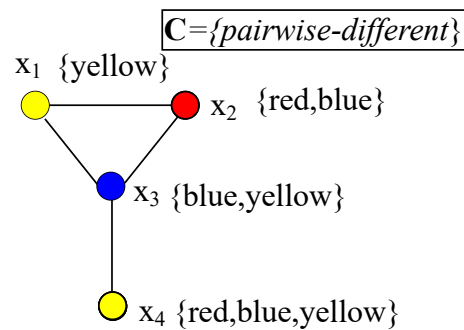 C={pairwise-different}
x₁ {yellow}
x₂ {red,blue}
x₃ {blue,yellow}
x₄ {red,blue,yellow}